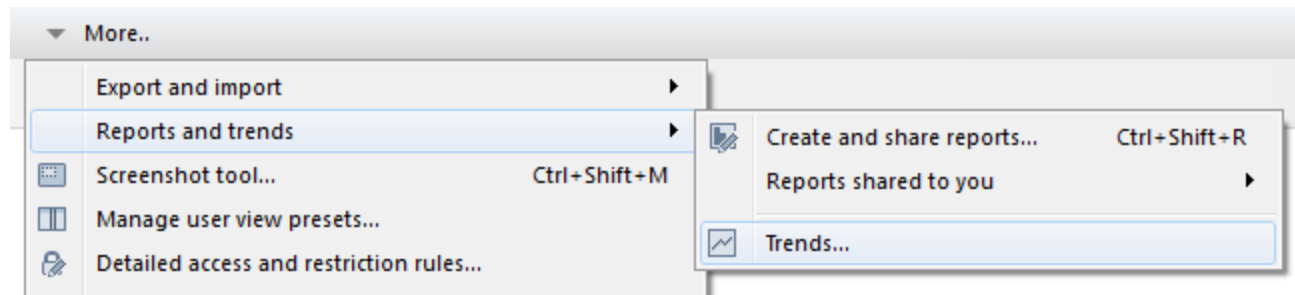 More..
Export and import
Reports and trends
Create and share reports... Ctrl+Shift+R
Screenshot tool... Ctrl+Shift+M
Reports shared to you
Manage user view presets...
Trends...
Detailed access and restriction rules...